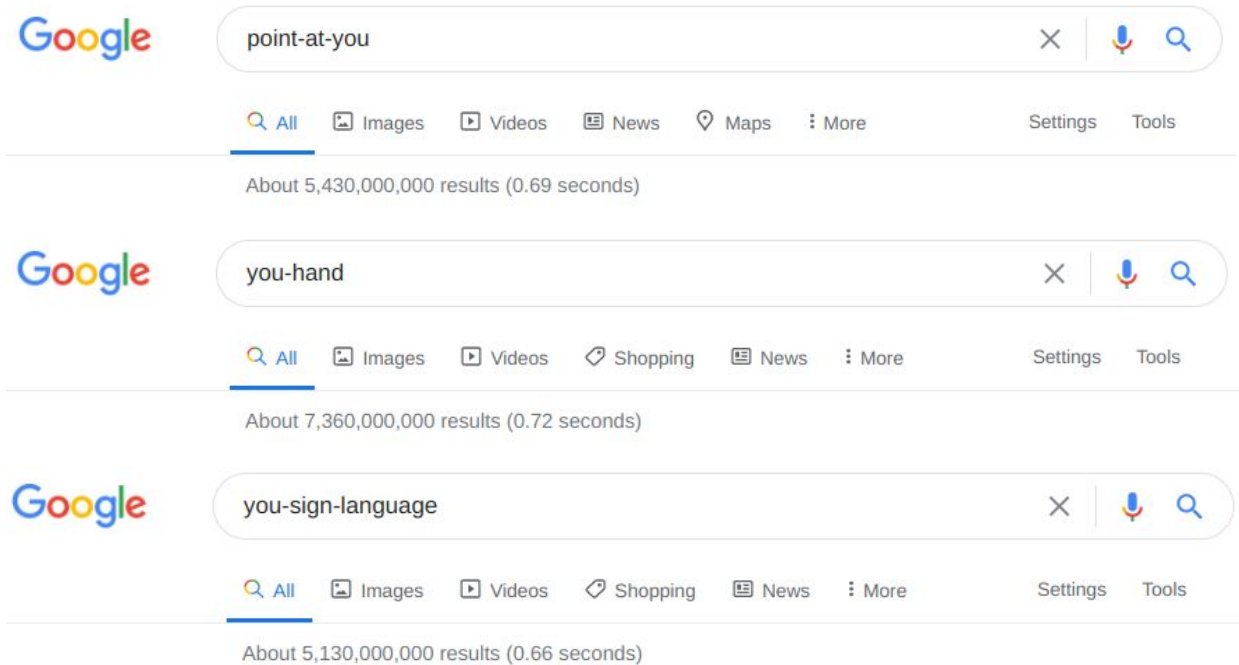 Google point-at-you
All Images Videos News Maps More Settings Tools
About 5,430,000,000 results (0.69 seconds)
Google you-hand
All Images Videos Shopping News More Settings Tools
About 7,360,000,000 results (0.72 seconds)
Google you-sign-language
All Images Videos Shopping News More Settings Tools
About 5,130,000,000 results (0.66 seconds)